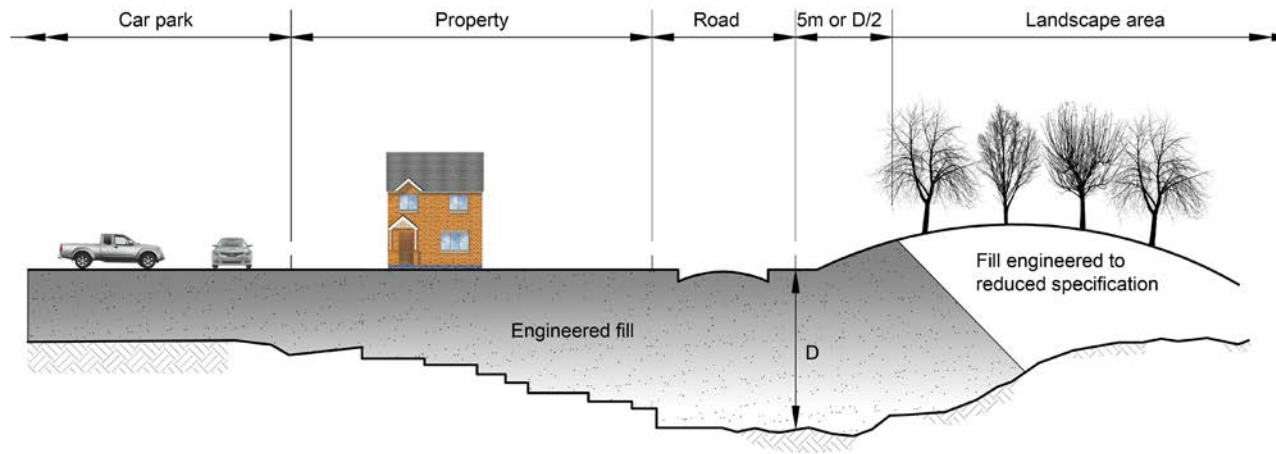 Car park
Property
Road
5m or D/2
Landscape area
Fill engineered to
reduced specification
Engineered fill
D